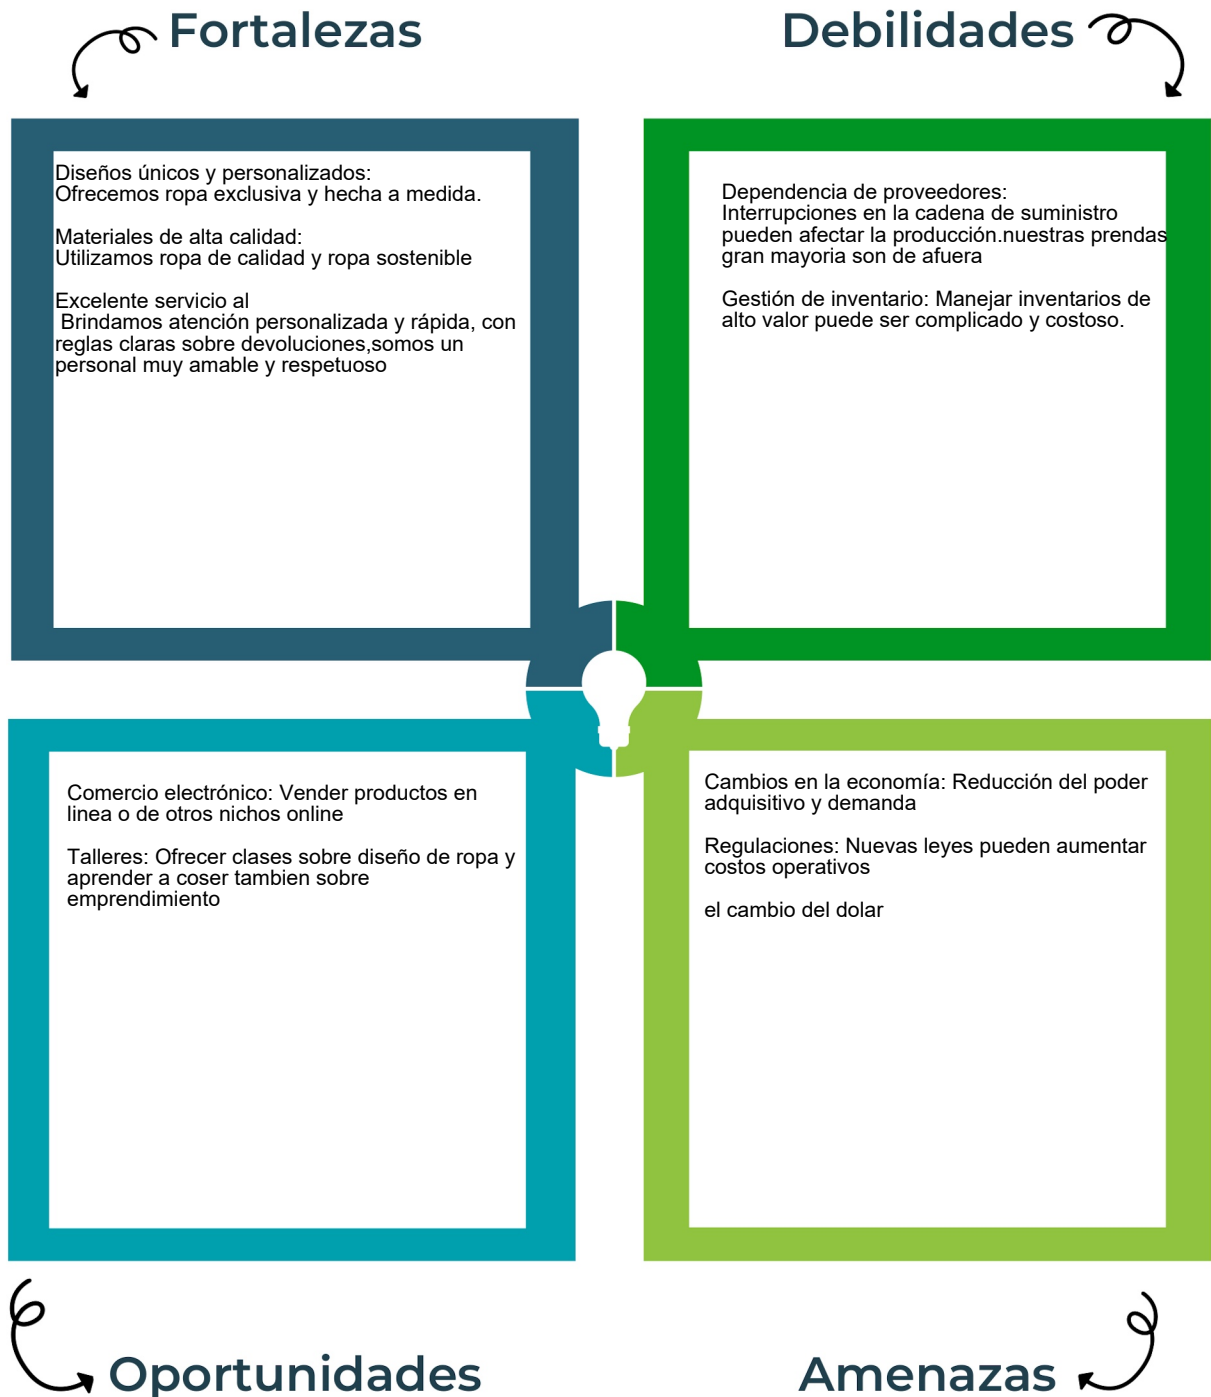 Fortalezas
Diseños únicos y personalizados:
Ofrecemos ropa exclusiva y hecha a medida.
Materiales de alta calidad:
Utilizamos ropa de calidad y ropa sostenible
Excelente servicio al
Brindamos atención personalizada y rápida, con
reglas claras sobre devoluciones,somos un
personal muy amable y respetuoso
Debilidades
Dependencia de proveedores:
Interrupciones en la cadena de suministro
pueden afectar la producción.nuestras prendas
gran mayoria son de afuera
Gestión de inventario: Manejar inventarios de
alto valor puede ser complicado y costoso.
Comercio electrónico: Vender productos en
linea o de otros nichos online
Talleres: Ofrecer clases sobre diseño de ropa y
aprender a coser tambien sobre
emprendimiento
Oportunidades
Cambios en la economía: Reducción del poder
adquisitivo y demanda
Regulaciones: Nuevas leyes pueden aumentar
costos operativos
el cambio del dolar
Amenazas